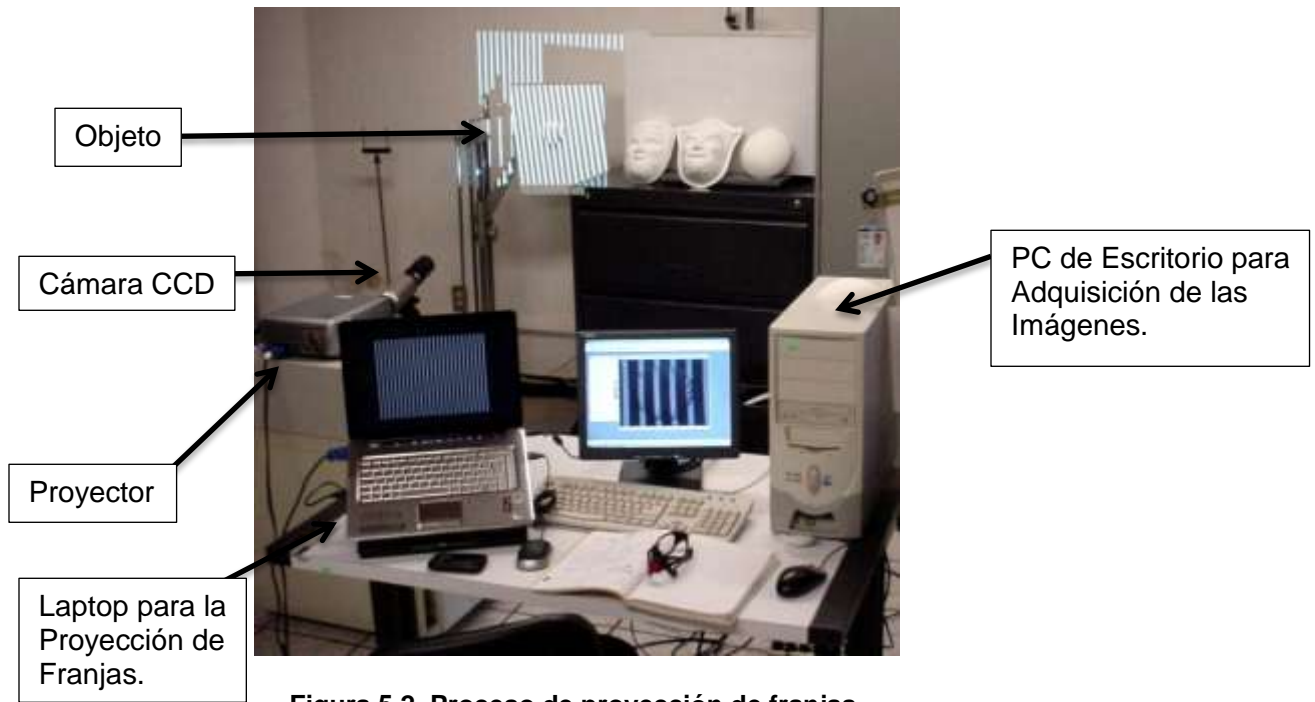 Objeto
Cámara CCD
PC de Escritorio para
Adquisición de las
Imágenes.
Proyector
Laptop para la
Proyección de
Franjas.
Figura 5.2 Proceso de proyección de franjas